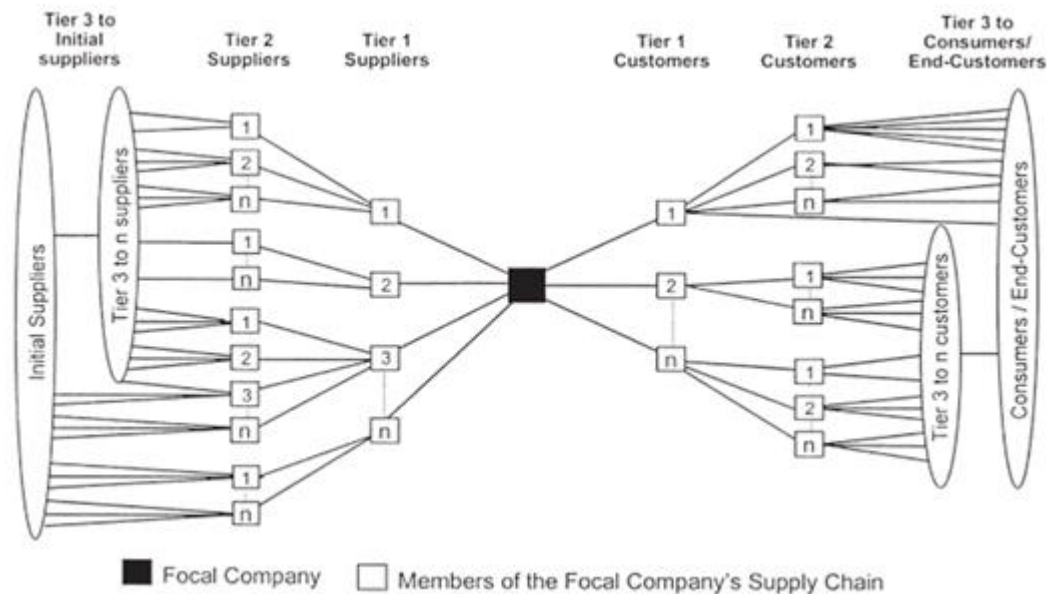 Tier 3 to
Initial
suppliers
Tier 2
Suppliers
Tier 1
Suppliers
Tier 1
Customers
Tier 2
Customers
Tier 3 to
Consumers/
End-Customers
Initial Suppliers
Tier 3 to n suppliers
1
2
n
1
n
1
2
3
n
1
n
1
2
3
n
1
2
n
1
2
n
1
n
1
2
n
Tier 3 to n customers
Consumers / End-Customers
Focal Company
Members of the Focal Company's Supply Chain